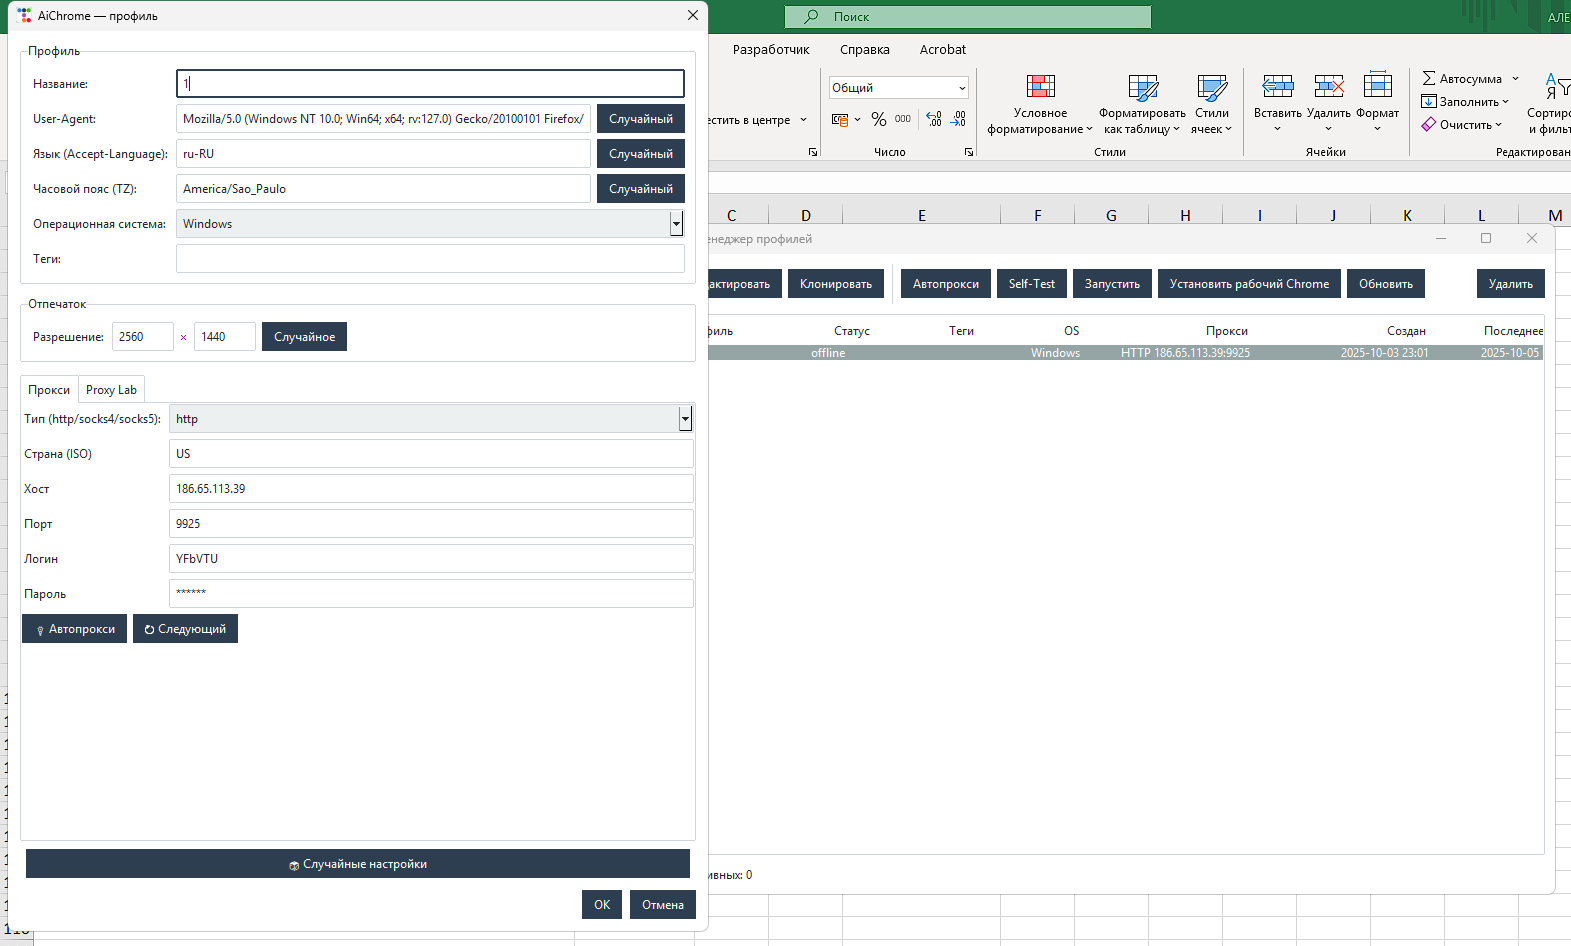 AiChrome — профиль
Профиль
Название:
1
User-Agent:
Mozilla/5.0 (Windows NT 10.0; Win64; x64; rv:127.0) Gecko/20100101 Firefox/
Случайный
Язык (Accept-Language):
ru-RU
Случайный
Часовой пояс (TZ):
America/Sao_Paulo
Случайный
Операционная система:
Windows
Теги:
Отпечаток
Разрешение:
2560
×
1440
Случайное
Прокси
Proxy Lab
Тип (http/socks4/socks5):
http
Страна (ISO)
US
Хост
186.65.113.39
Порт
9925
Логин
YFbVTU
Пароль
******
Автопрокси
Следующий
Случайные настройки
ОК
Отмена
Поиск
АЛЕ
Разработчик
Справка
Acrobat
естить в центре
Общий
% 000
Число
Условное форматирование
Форматировать как таблицу
Стили ячеек
Стили
Вставить
Удалить
Формат
Ячейки
Автосумма
Заполнить
Очистить
Сортиро
и фильт
Редактирован
C D E F G H I J K L M
енеджер профилей
дактировать
Клонировать
Автопрокси
Self-Test
Запустить
Установить рабочий Chrome
Обновить
Удалить
филь
Статус
Теги
OS
Прокси
Создан
Последнее
offline
Windows
HTTP 186.65.113.39:9925
2025-10-03 23:01
2025-10-05
ивных: 0